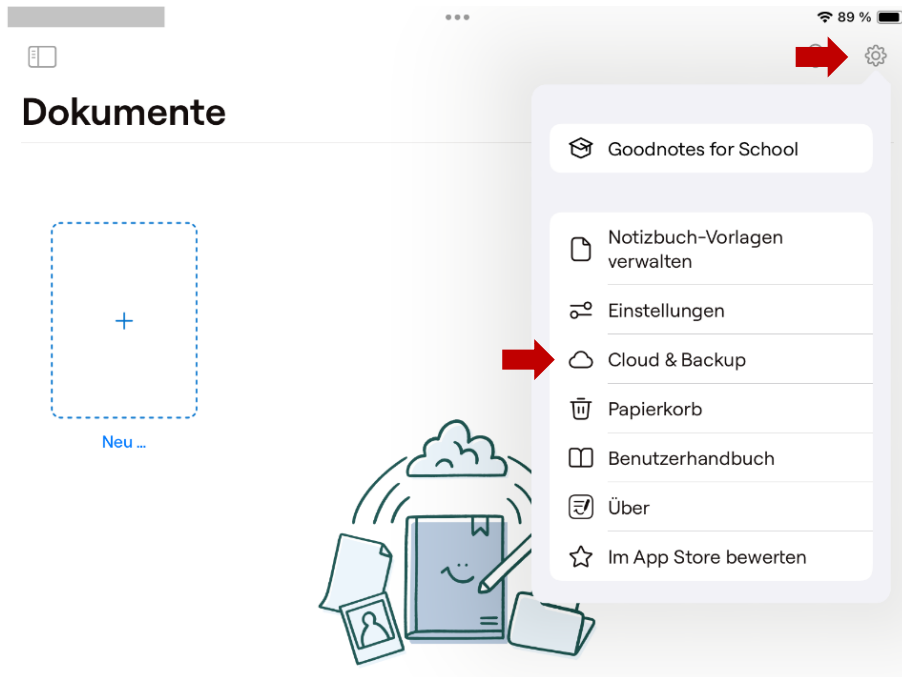 89 %
Dokumente
Goodnotes for School
Notizbuch-Vorlagen
verwalten
Einstellungen
Cloud & Backup
Papierkorb
Benutzerhandbuch
Über
Im App Store bewerten
Neu ...